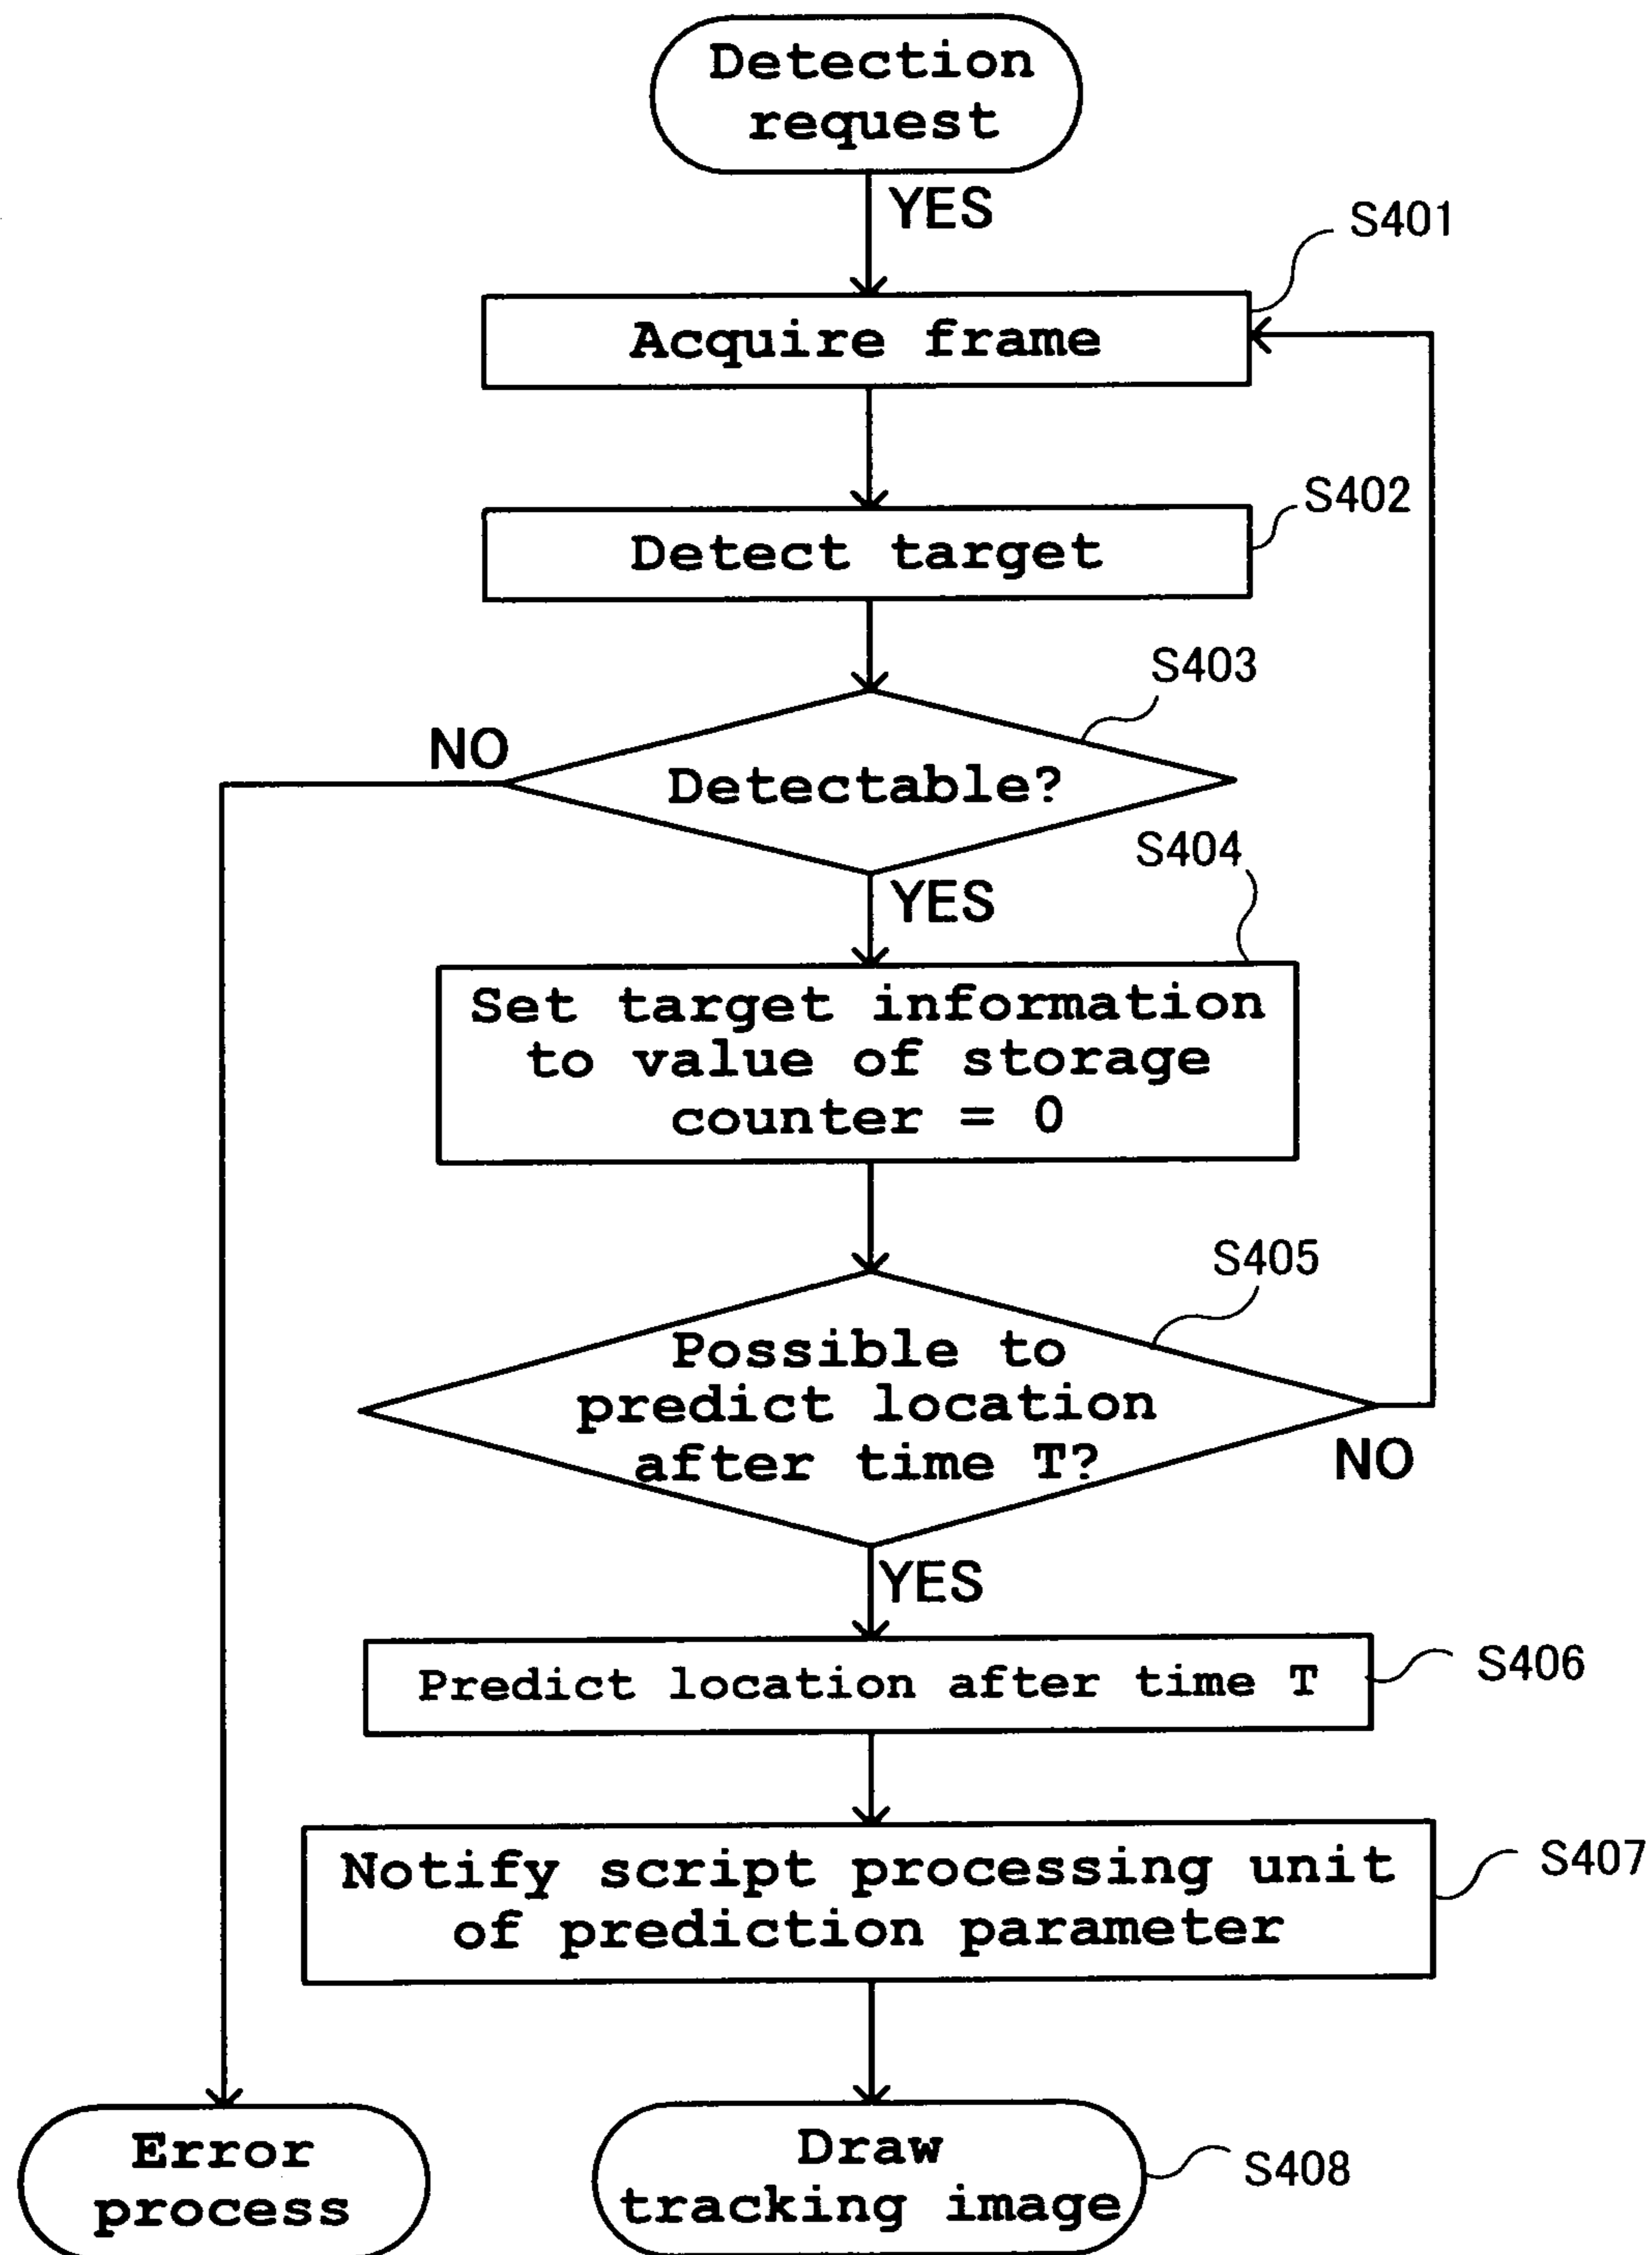 Detection
request
YES
S401
Acquire frame
S402
Detect target
S403
NO
Detectable?
S404
YES
Set target information
to value of storage
counter = 0
S405
Possible to
predict location
after time T?
NO
YES
Predict location after time T
S406
Notify script processing unit
of prediction parameter
S407
Error
process
Draw
tracking image
S408